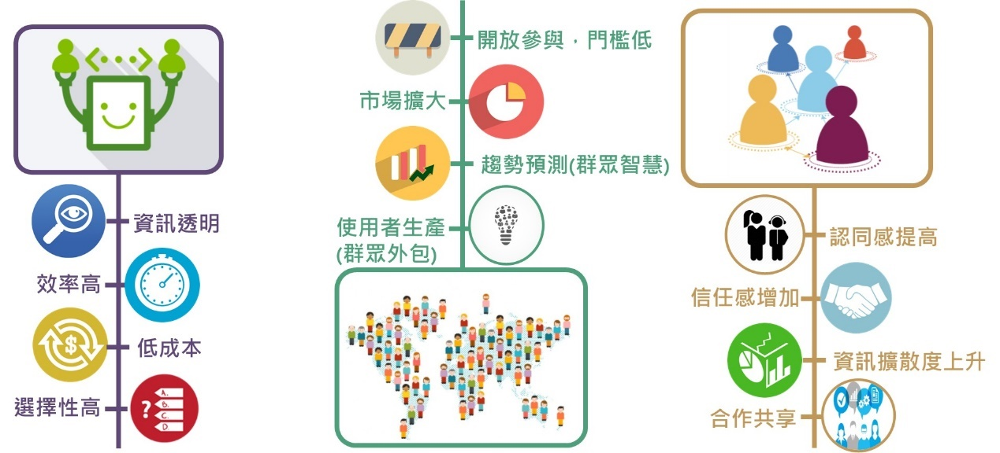 資訊透明
效率高
低成本
選擇性高
?
A.
B.
C.
D
$
開放參與，門檻低
市場擴大
趨勢預測(群眾智慧)
使用者生產
(群眾外包)
認同感提高
信任感增加
資訊擴散度上升
合作共享